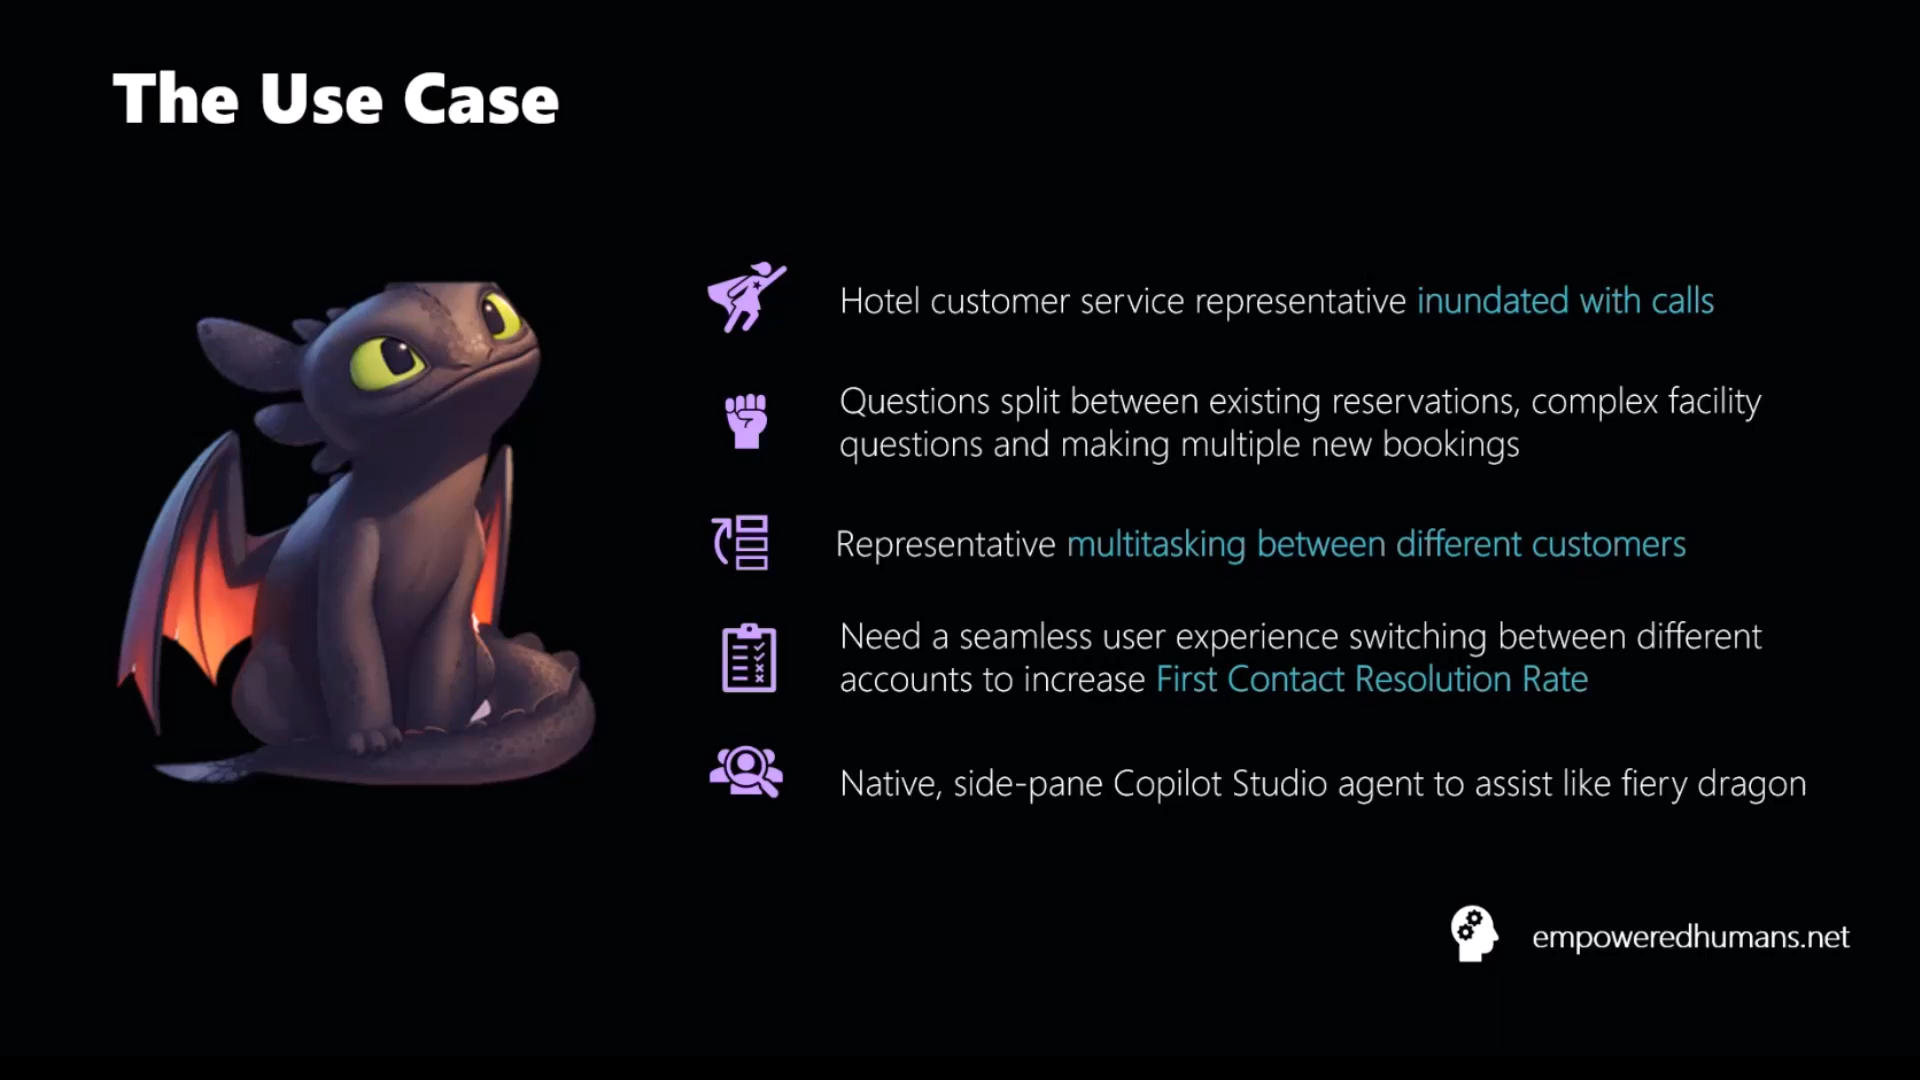 The Use Case
Hotel customer service representative inundated with calls
Questions split between existing reservations, complex facility
questions and making multiple new bookings
Representative multitasking between different customers
Need a seamless user experience switching between different
accounts to increase First Contact Resolution Rate
Native, side-pane Copilot Studio agent to assist like fiery dragon
empoweredhumans.net